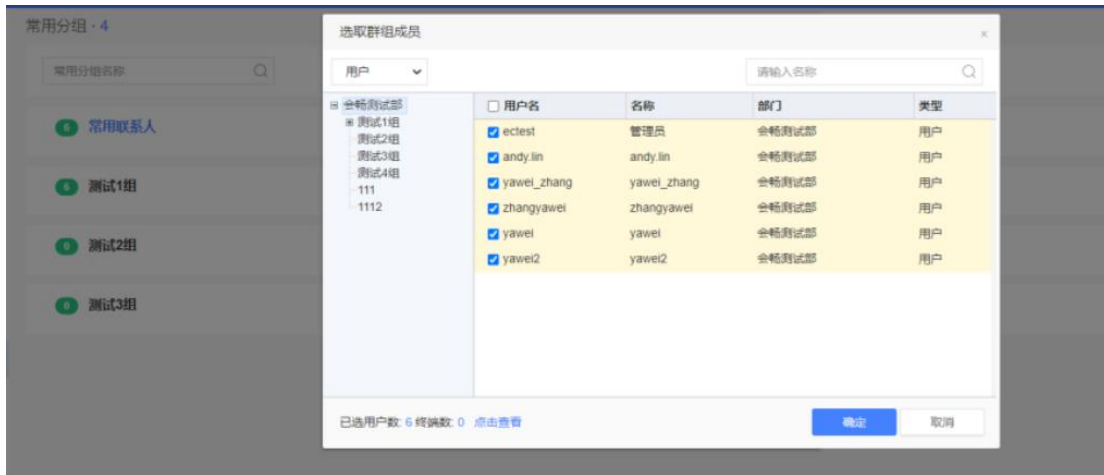 常用分组 · 4
常用分组名称
6 常用联系人
6 测试1组
0 测试2组
0 测试3组
选取群组成员
×
用户
请输入名称
会畅测试部
测试1组
测试2组
测试3组
测试4组
111
1112
用户名 名称 部门 类型
ectest 管理员 会畅测试部 用户
andy.lin andy.lin 会畅测试部 用户
yawei_zhang yawei_zhang 会畅测试部 用户
zhangyawei zhangyawei 会畅测试部 用户
yawei yawei 会畅测试部 用户
yawei2 yawei2 会畅测试部 用户
已选用户数: 6 终端数: 0 点击查看
确定 取消